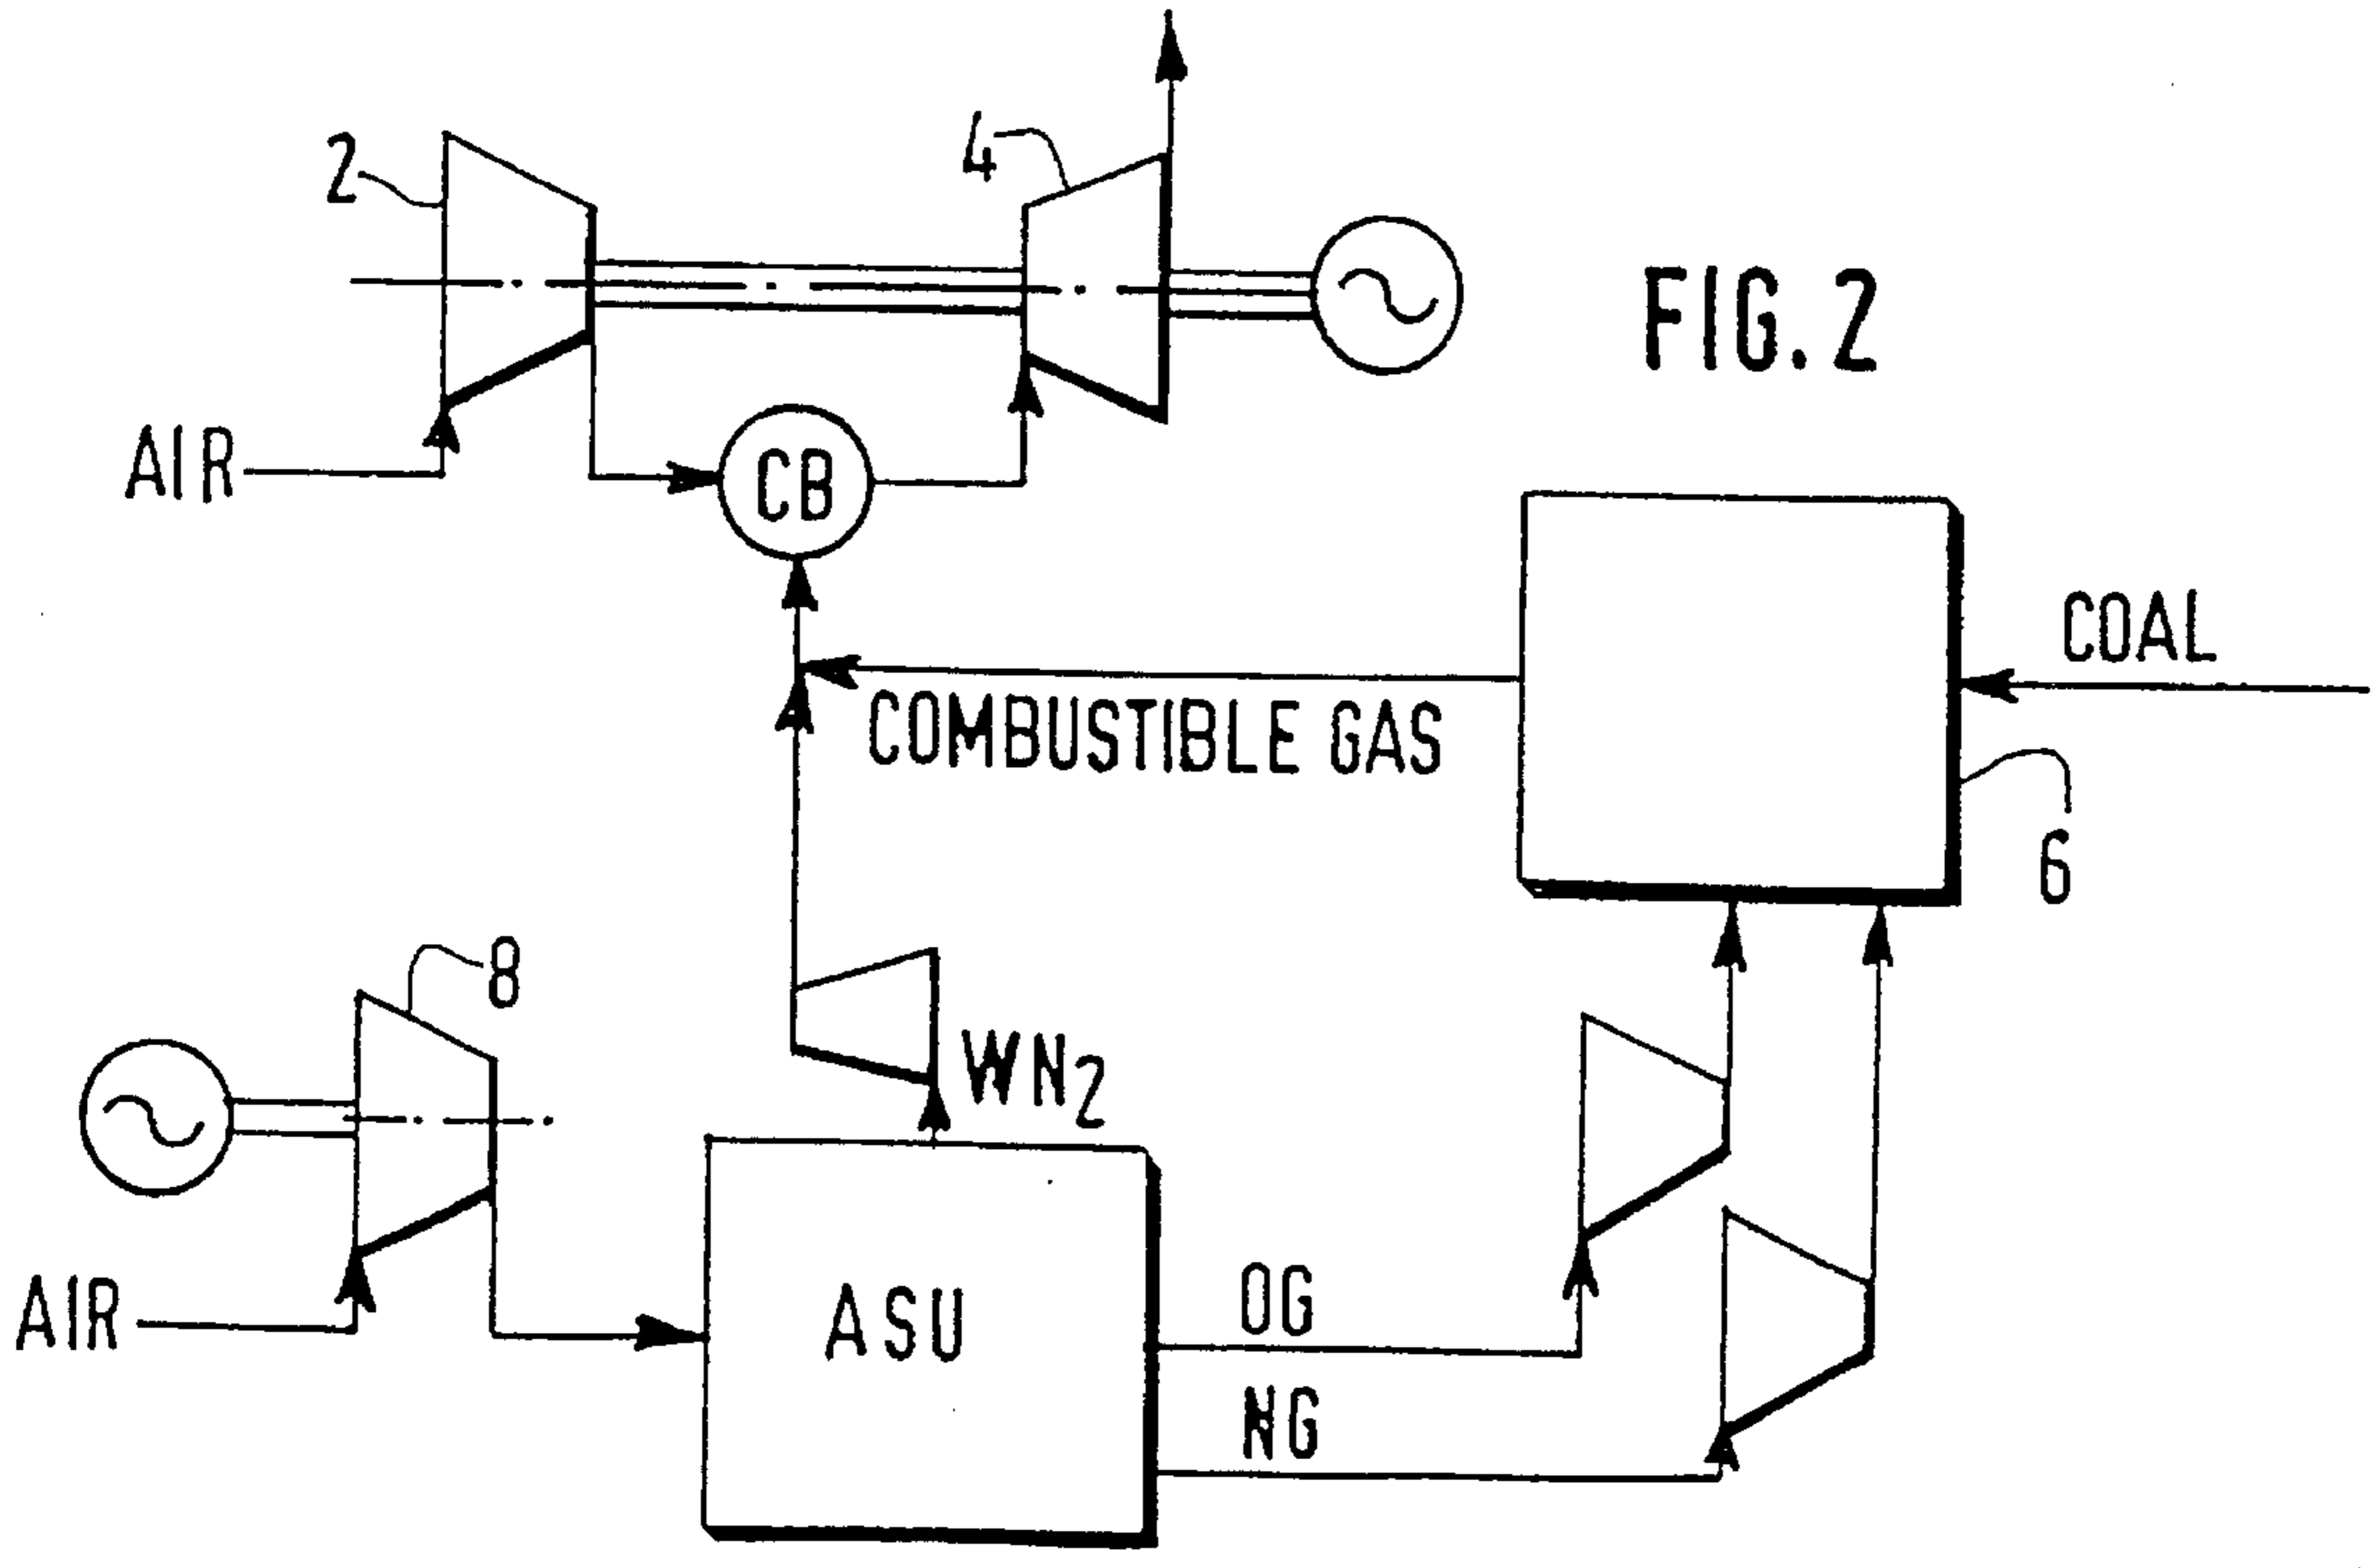 2
4
FIG. 2
AIR
CB
COAL
COMBUSTIBLE GAS
6
8
WN2
AIR
ASU
OG
NG